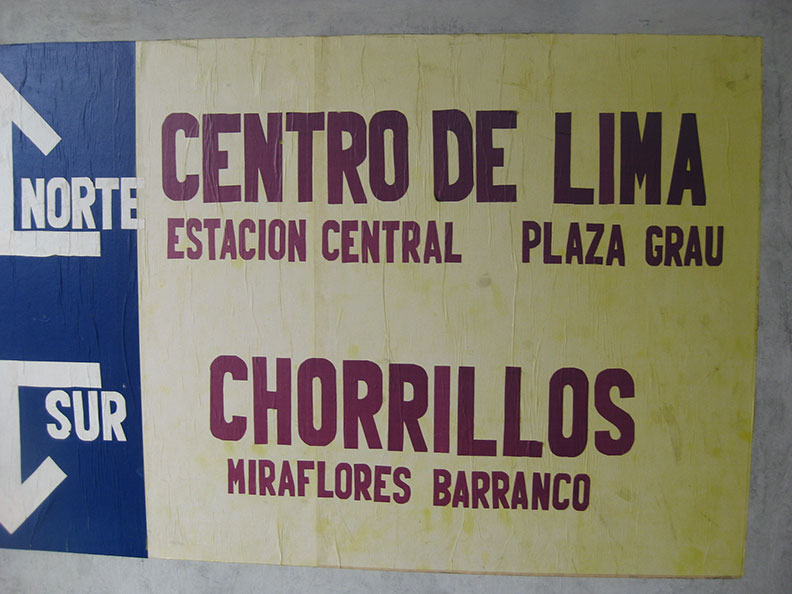 NORTE
CENTRO DE LIMA
ESTACION CENTRAL PLAZA GRAU
SUR
CHORRILLOS
MIRAFLORES BARRANCO